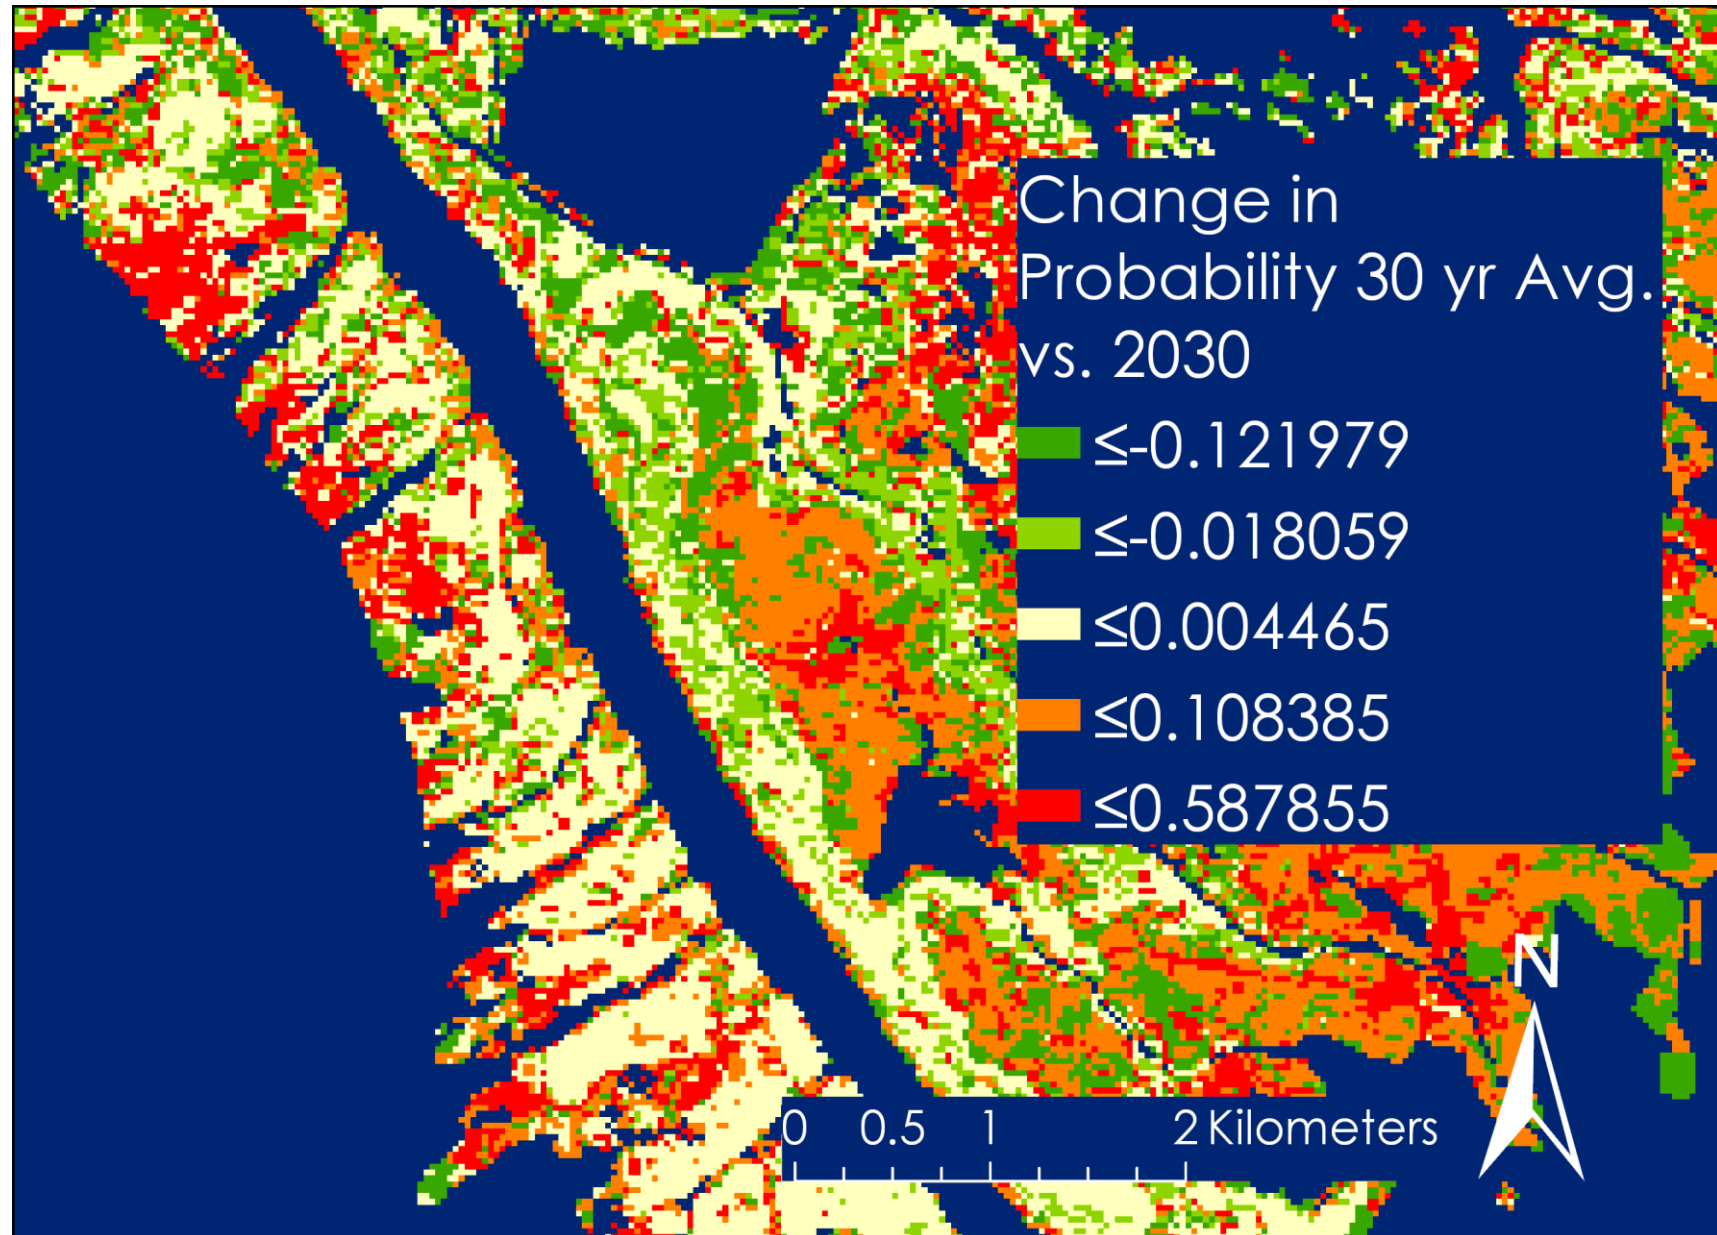 Change in
Probability 30 yr Avg.
vs. 2030
≤-0.121979
≤-0.018059
≤0.004465
≤0.108385
≤0.587855
N
0 0.5 1 2 Kilometers